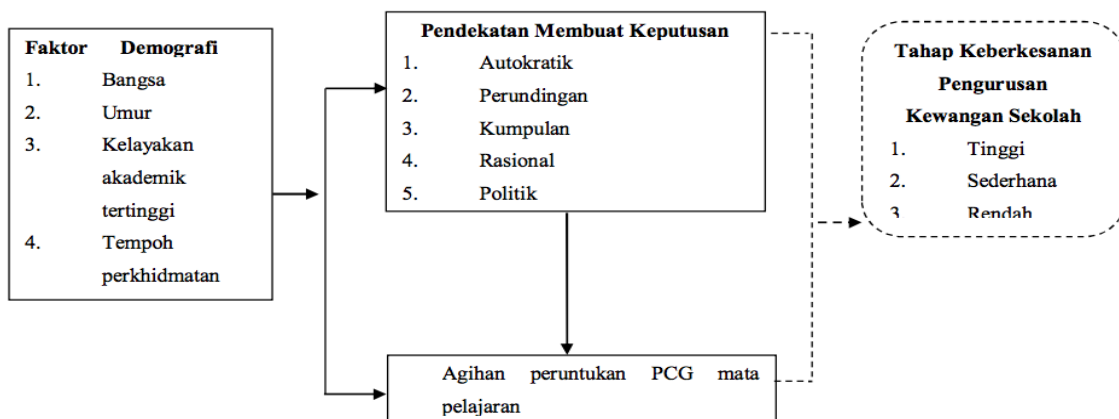 Faktor Demografi
1. Bangsa
2. Umur
3. Kelayakan
akademik
tertinggi
4. Tempoh
perkhidmatan
Pendekatan Membuat Keputusan
1. Autokratik
2. Perundingan
3. Kumpulan
4. Rasional
5. Politik
Agihan peruntukan PCG mata
pelajaran
Tahap Keberkesanan
Pengurusan
Kewangan Sekolah
1. Tinggi
2. Sederhana
3. Rendah